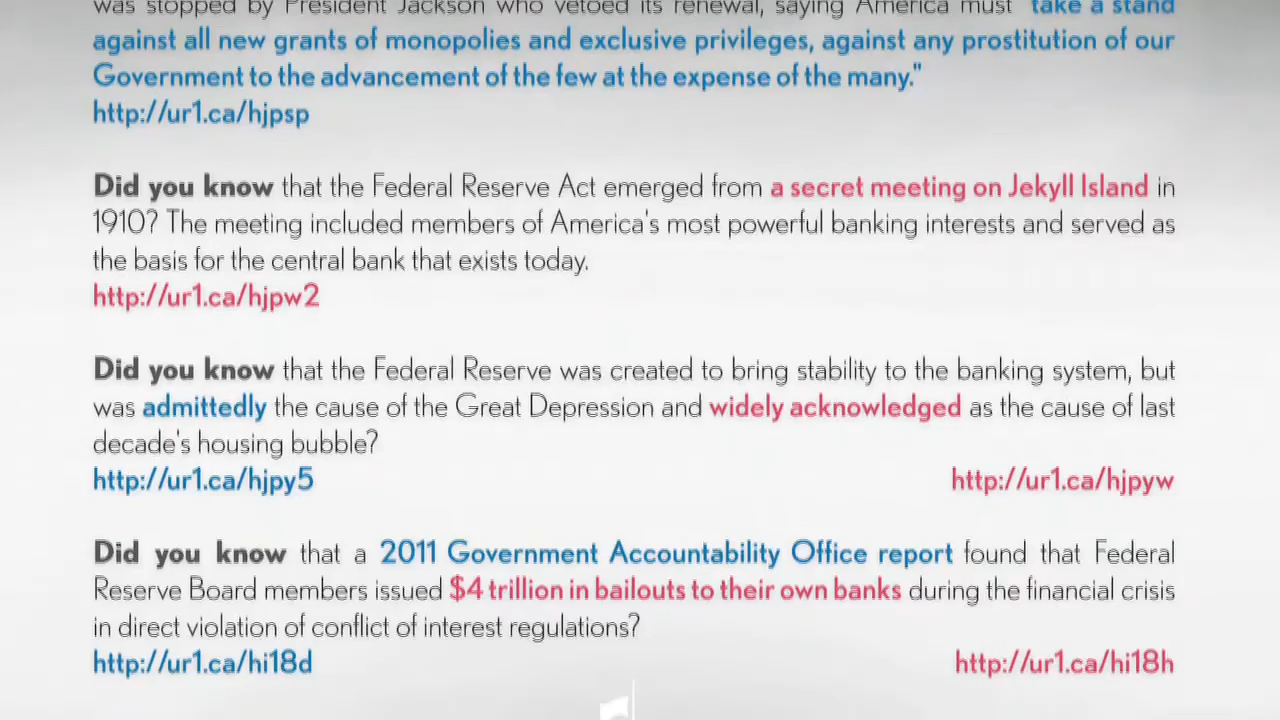 was stopped by President Jackson who vetoed its renewal, saying America must "take a stand
against all new grants of monopolies and exclusive privileges, against any prostitution of our
Government to the advancement of the few at the expense of the many."
http://ur1.ca/hjpsp
Did you know that the Federal Reserve Act emerged from a secret meeting on Jekyll Island in
1910? The meeting included members of America's most powerful banking interests and served as
the basis for the central bank that exists today.
http://ur1.ca/hjpw2
Did you know that the Federal Reserve was created to bring stability to the banking system, but
was admittedly the cause of the Great Depression and widely acknowledged as the cause of last
decade's housing bubble?
http://ur1.ca/hjpy5 http://ur1.ca/hjpyw
Did you know that a 2011 Government Accountability Office report found that Federal
Reserve Board members issued $4 trillion in bailouts to their own banks during the financial crisis
in direct violation of conflict of interest regulations?
http://ur1.ca/hi18d http://ur1.ca/hi18h